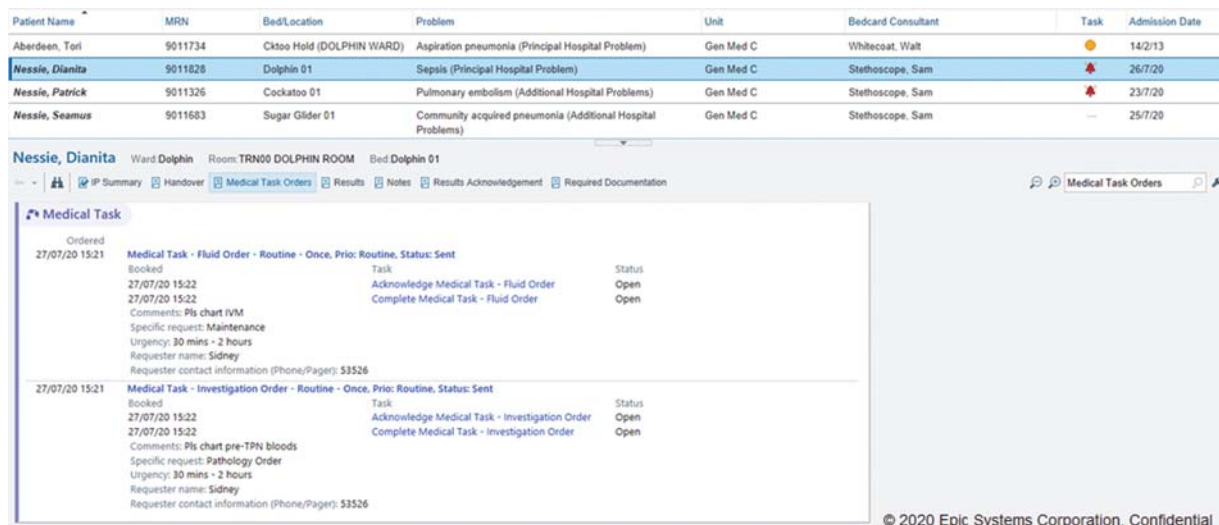 Patient Name MRN Bed/Location Problem Unit Bedcard Consultant Task Admission Date
Aberdeen, Tori 9011734 Cktoo Hold (DOLPHIN WARD) Aspiration pneumonia (Principal Hospital Problem) Gen Med C Whitecoat, Walt 14/2/13
Nessie, Dianita 9011828 Dolphin 01 Sepsis (Principal Hospital Problem) Gen Med C Stethoscope, Sam 26/7/20
Nessie, Patrick 9011326 Cockatoo 01 Pulmonary embolism (Additional Hospital Problems) Gen Med C Stethoscope, Sam 23/7/20
Nessie, Seamus 9011683 Sugar Glider 01 Community acquired pneumonia (Additional Hospital Gen Med C Stethoscope, Sam — 25/7/20
Problems)
Nessie, Dianita Ward:Dolphin Room:TRN00 DOLPHIN ROOM Bed:Dolphin 01
IP Summary Handover Medical Task Orders Results Notes Results Acknowledgement Required Documentation Medical Task Orders
Medical Task
Ordered
27/07/20 15:21 Medical Task - Fluid Order - Routine - Once, Prio: Routine, Status: Sent
Booked Task Status
27/07/20 15:22 Acknowledge Medical Task - Fluid Order Open
27/07/20 15:22 Complete Medical Task - Fluid Order Open
Comments: Pls chart IVM
Specific request: Maintenance
Urgency: 30 mins - 2 hours
Requester name: Sidney
Requester contact information (Phone/Pager): 53526
27/07/20 15:21 Medical Task - Investigation Order - Routine - Once, Prio: Routine, Status: Sent
Booked Task Status
27/07/20 15:22 Acknowledge Medical Task - Investigation Order Open
27/07/20 15:22 Complete Medical Task - Investigation Order Open
Comments: Pls chart pre-TPN bloods
Specific request: Pathology Order
Urgency: 30 mins - 2 hours
Requester name: Sidney
Requester contact information (Phone/Pager): 53526
© 2020 Epic Systems Corporation. Confidential